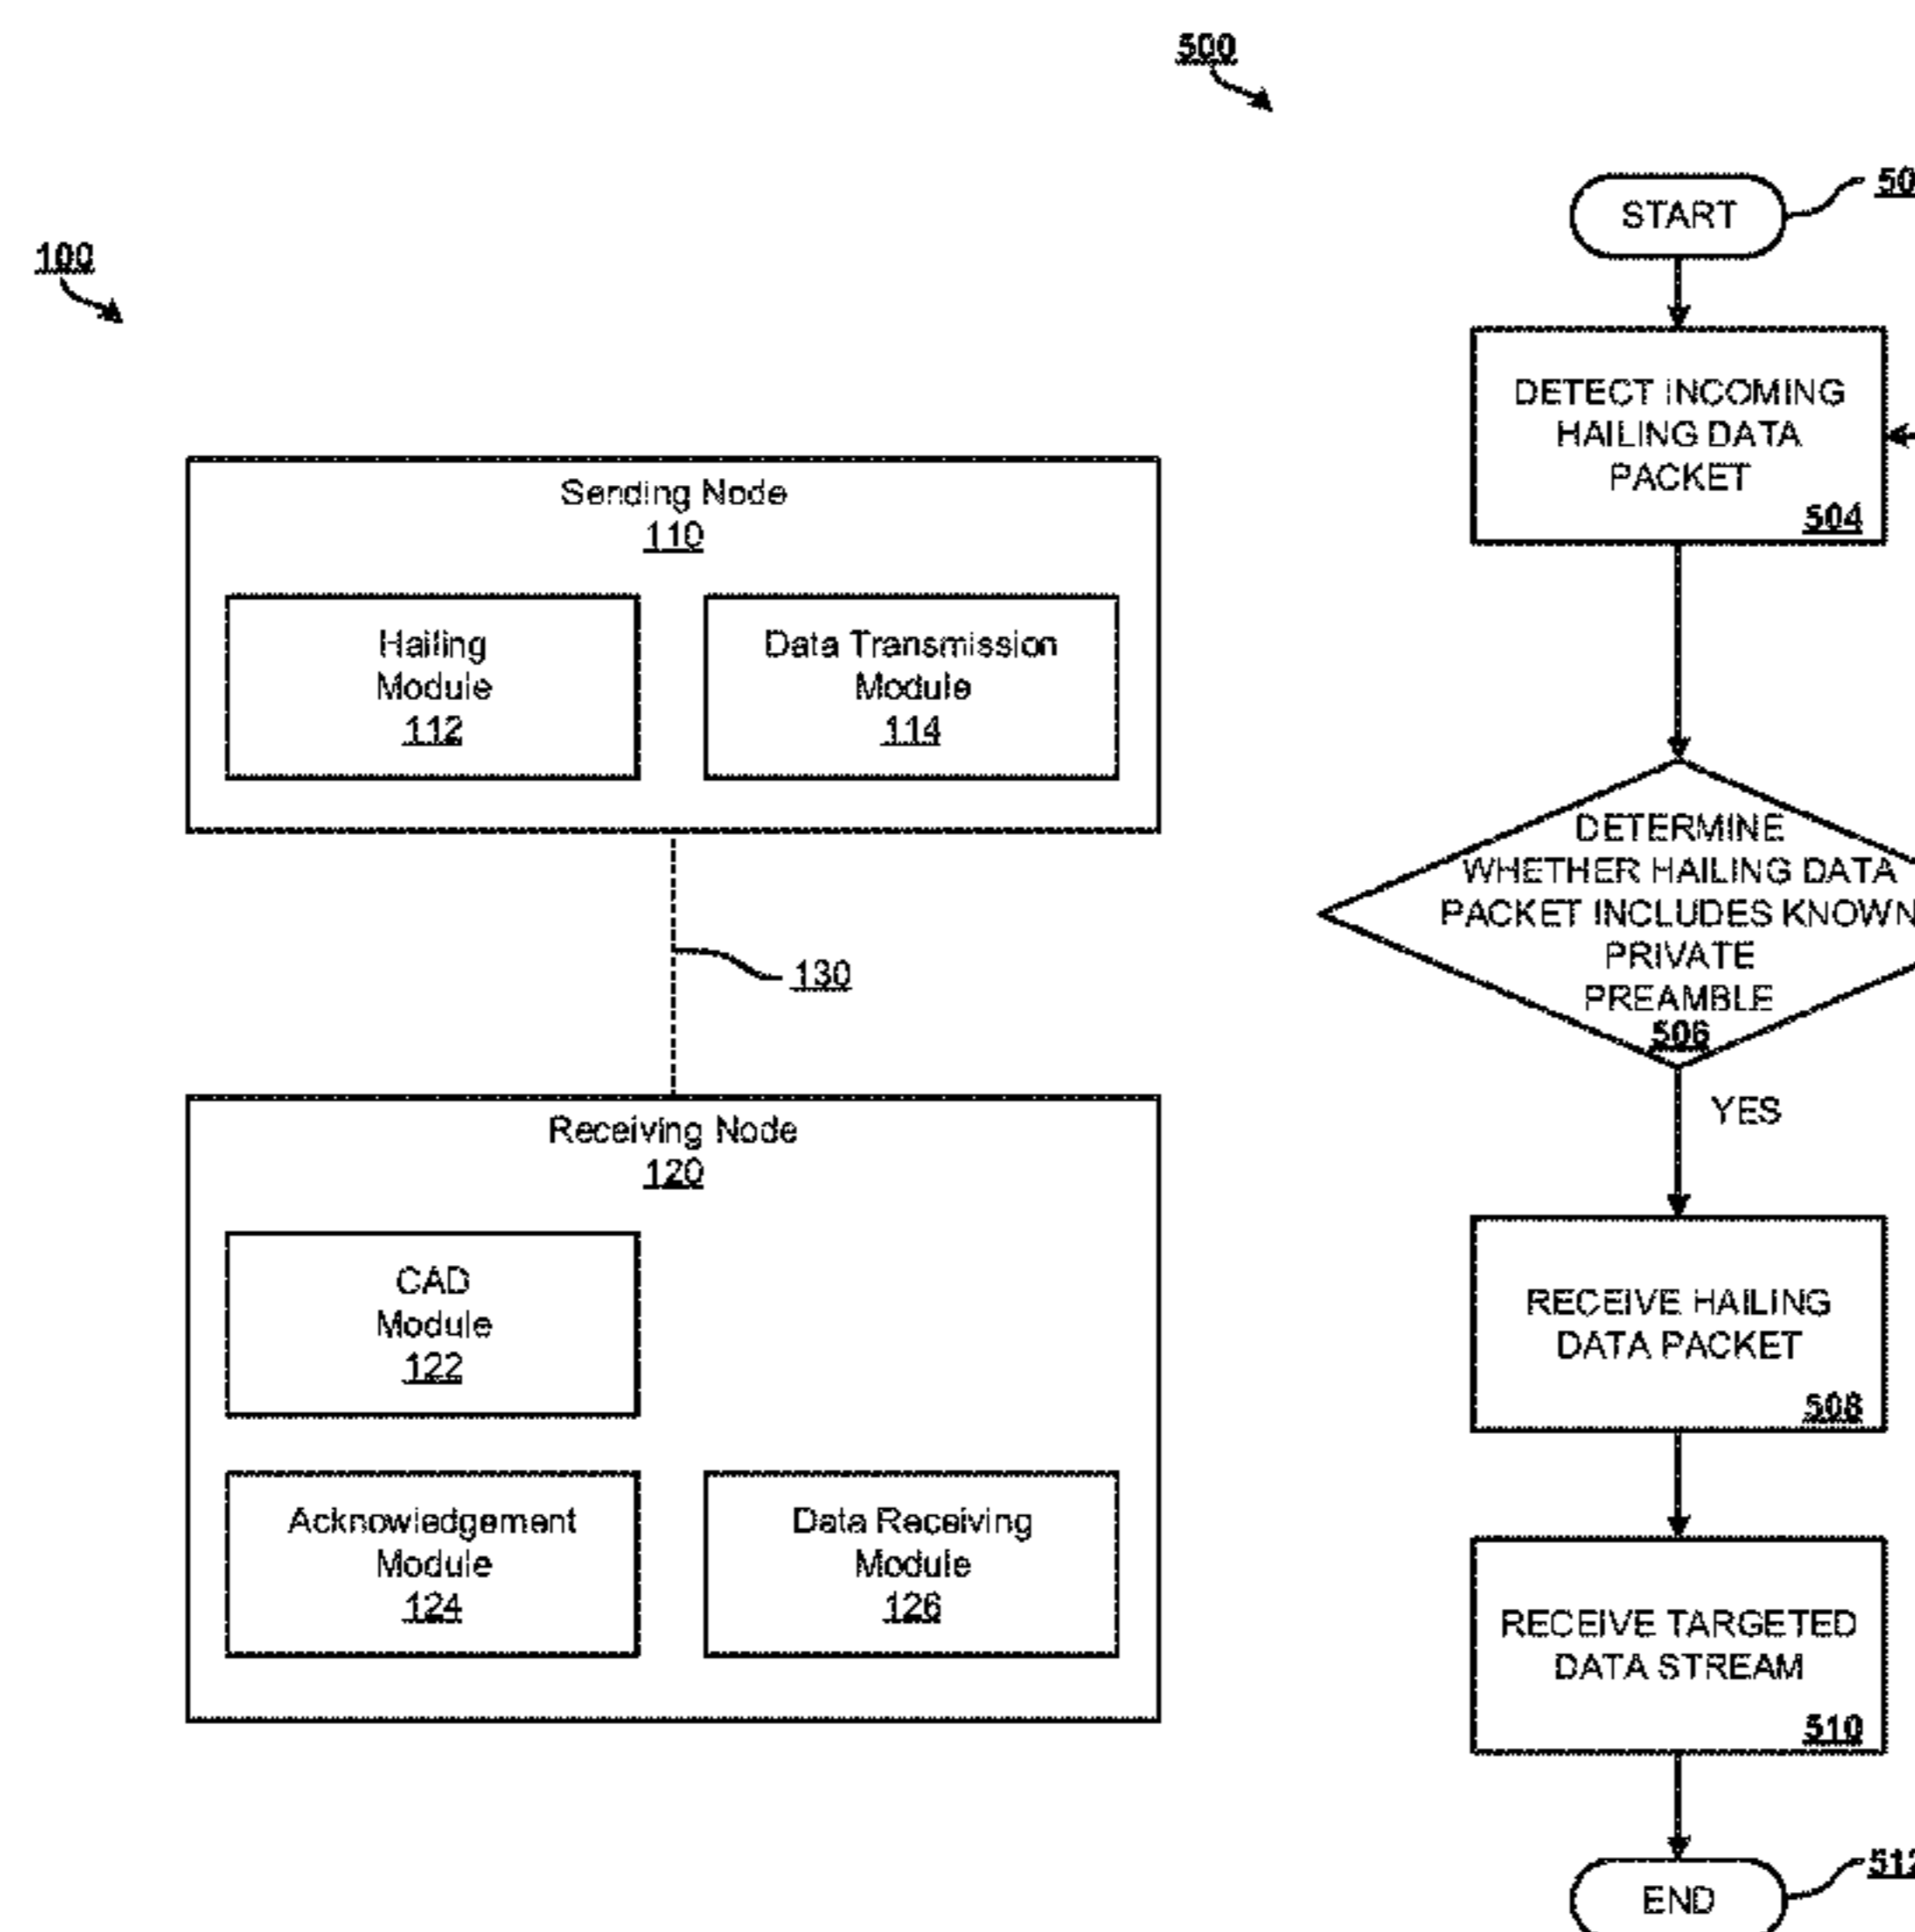 100
Sending Node
110
Hailing
Module
112
Data Transmission
Module
114
130
Receiving Node
120
CAD
Module
122
Acknowledgement
Module
124
Data Receiving
Module
126
500
START
50
DETECT INCOMING
HAILING DATA
PACKET
504
DETERMINE
WHETHER HAILING DATA
PACKET INCLUDES KNOWN
PRIVATE
PREAMBLE
506
YES
RECEIVE HAILING
DATA PACKET
508
RECEIVE TARGETED
DATA STREAM
510
END
512